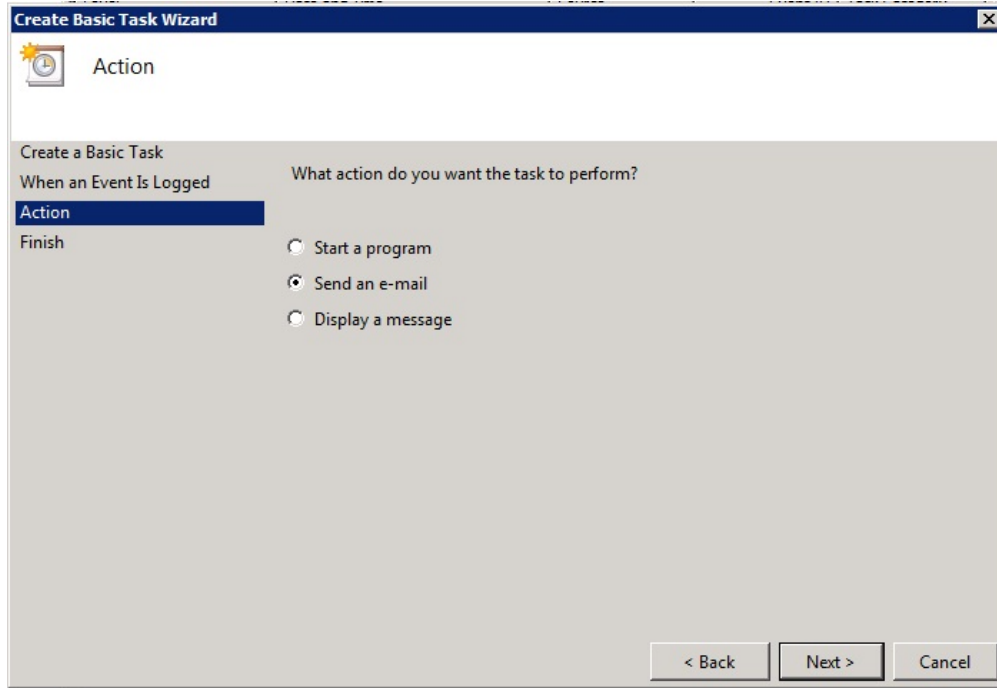 Create Basic Task Wizard
Action
Create a Basic Task
When an Event Is Logged
Action
Finish
What action do you want the task to perform?
Start a program
Send an e-mail
Display a message
< Back
Next >
Cancel